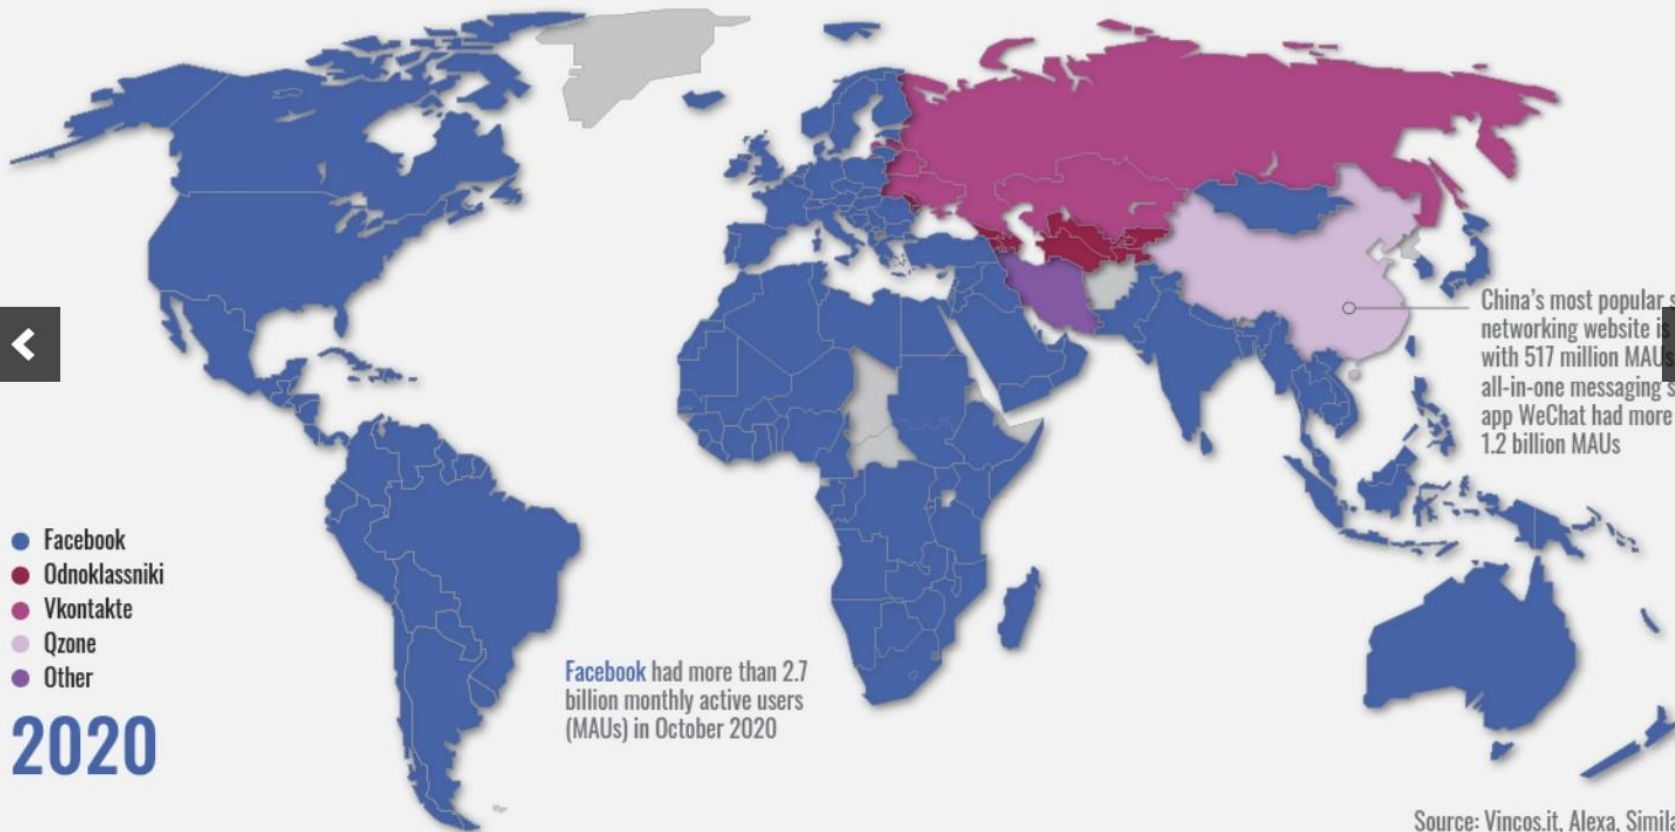 China's most popular
networking website is
with 517 million MAUs
all-in-one messaging
app WeChat had more
1.2 billion MAUs
Facebook
Odnoklassniki
Vkontakte
Qzone
Other
2020
Facebook had more than 2.7
billion monthly active users
(MAUs) in October 2020
Source: Vincos.it, Alexa,